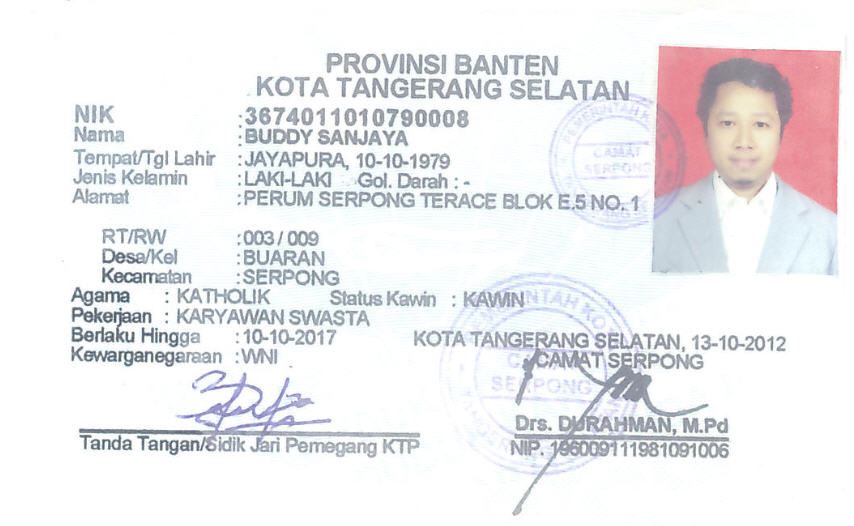 PROVINSI BANTEN
KOTA TANGERANG SELATAN
NIK :3674011010790008
Nama :BUDDY SANJAYA
Tempat/Tgl Lahir :JAYAPURA, 10-10-1979
Jenis Kelamin :LAKI-LAKI Gol. Darah : -
Alamat :PERUM SERPONG TERACE BLOK E.5 NO. 1
RT/RW :003 / 009
Desa/Kel :BUARAN
Kecamatan :SERPONG
Agama : KATHOLIK Status Kawin : KAWIN
Pekerjaan : KARYAWAN SWASTA
Berlaku Hingga :10-10-2017
Kewarganegaraan :WNI
KOTA TANGERANG SELATAN, 13-10-2012
CAMAT SERPONG
Drs. DURAHMAN, M.Pd
NIP. 196009111981091006
Tanda Tangan/Sidik Jari Pemegang KTP
PEMERINTAH KOTA
CAMAT
SERPONG
CAMAT
SERPONG